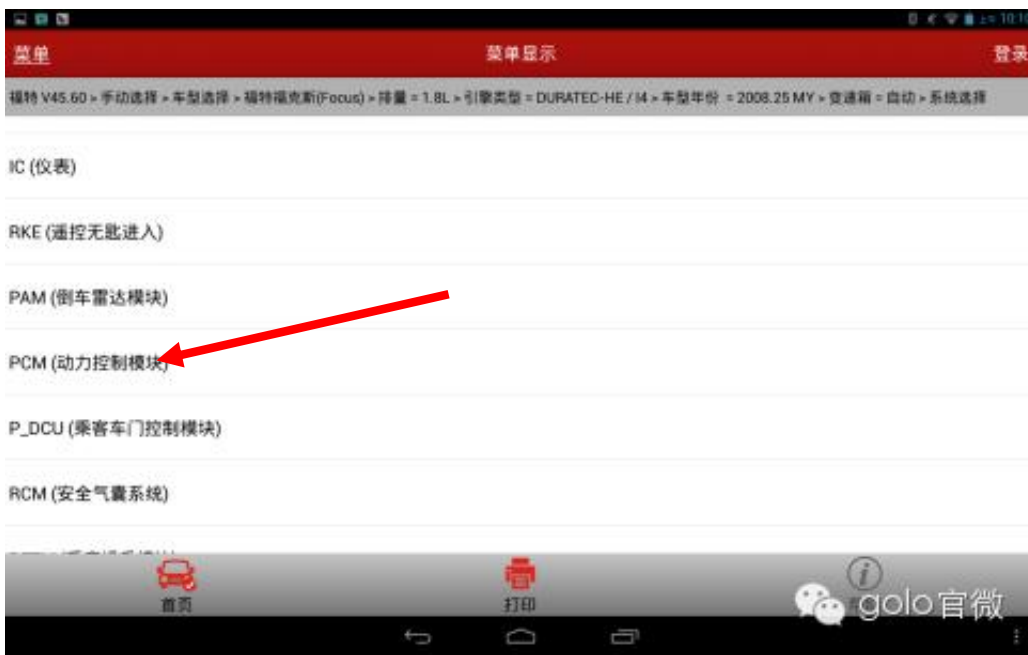 10:10
菜单 菜单显示 登录
福特 V45.60 > 手动选择 > 车型选择 > 福特福克斯(Focus) > 排量 = 1.8L > 引擎类型 = DURATEC-HE / I4 > 车型年份 = 2008.25 MY > 变速箱 = 自动 > 系统选择
IC (仪表)
RKE (遥控无匙进入)
PAM (倒车雷达模块)
PCM (动力控制模块)
P_DCU (乘客车门控制模块)
RCM (安全气囊系统)
首页 打印
golo官微